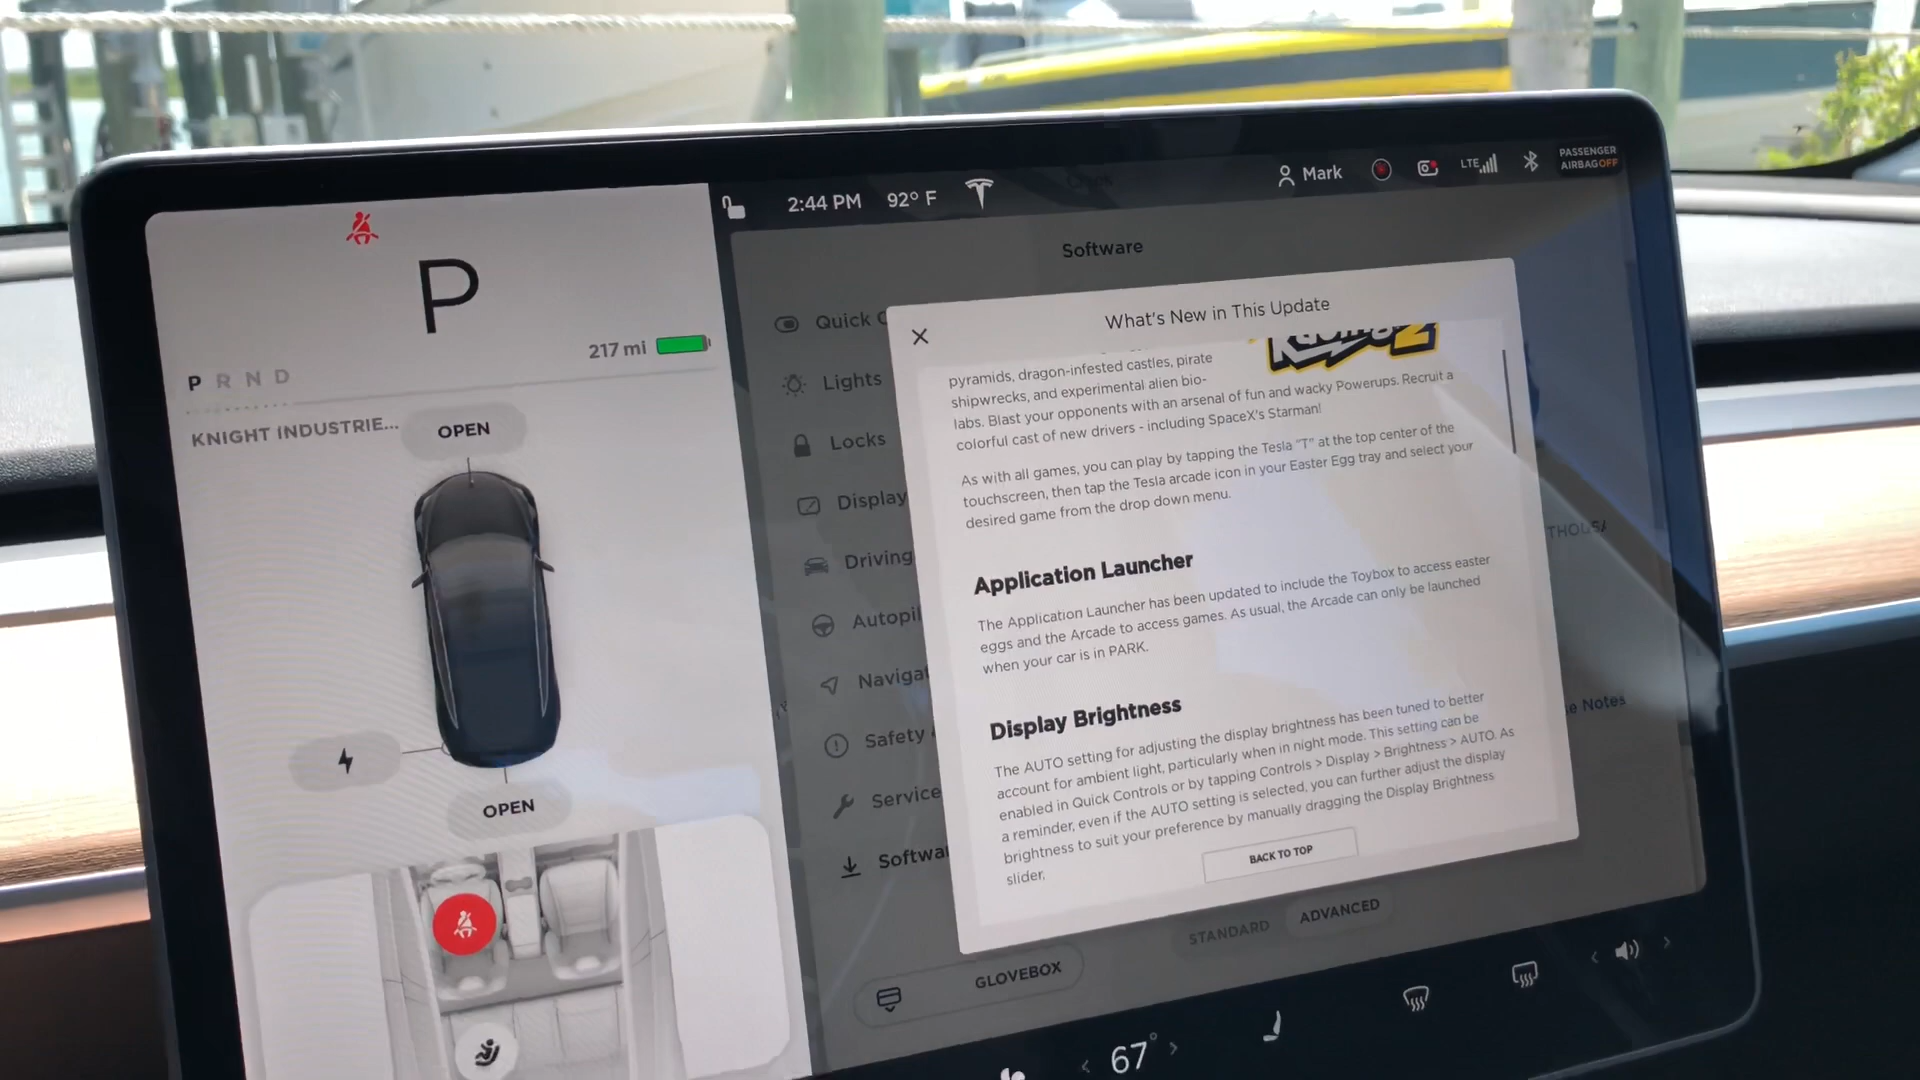 P
217 mi
P R N D
KNIGHT INDUSTRIE...
OPEN
OPEN
2:44 PM 92° F
Mark
LTE
PASSENGER
AIRBAG OFF
Software
Quick
Lights
Locks
Display
Driving
Autopil
Navigat
Safety
Service
Softwa
What's New in This Update
2
pyramids, dragon-infested castles, pirate
shipwrecks, and experimental alien bio-
labs. Blast your opponents with an arsenal of fun and wacky Powerups. Recruit a
colorful cast of new drivers - including SpaceX's Starman!
As with all games, you can play by tapping the Tesla "T" at the top center of the
touchscreen, then tap the Tesla arcade icon in your Easter Egg tray and select your
desired game from the drop down menu.
Application Launcher
The Application Launcher has been updated to include the Toybox to access easter
eggs and the Arcade to access games. As usual, the Arcade can only be launched
when your car is in PARK.
Display Brightness
The AUTO setting for adjusting the display brightness has been tuned to better
account for ambient light, particularly when in night mode. This setting can be
enabled in Quick Controls or by tapping Controls > Display > Brightness > AUTO. As
a reminder, even if the AUTO setting is selected, you can further adjust the display
brightness to suit your preference by manually dragging the Display Brightness
slider.
BACK TO TOP
THOUSA
e Notes
STANDARD ADVANCED
GLOVEBOX
< 67° >